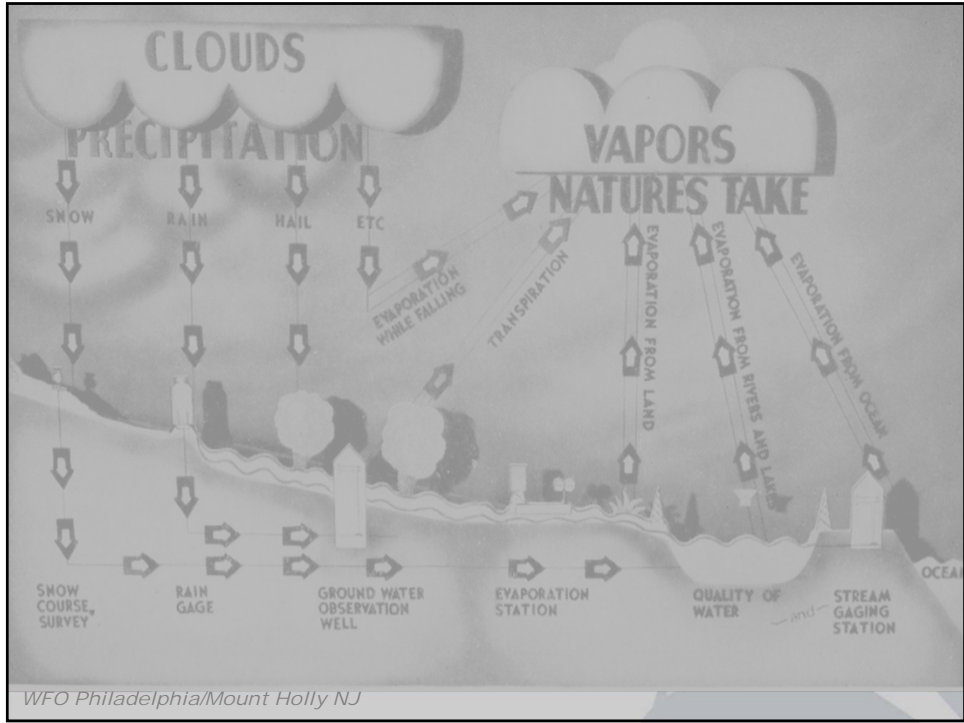 CLOUDS
PRECIPITATION
SNOW
RAIN
HAIL
ETC
VAPORS
NATURES TAKE
EVAPORATION
WHILE FALLING
TRANSPIRATION
EVAPORATION FROM LAND
EVAPORATION FROM RIVERS AND LAKES
EVAPORATION FROM OCEAN
SNOW
COURSE,
SURVEY
RAIN
GAGE
GROUND WATER
OBSERVATION
WELL
EVAPORATION
STATION
QUALITY OF
WATER
and
STREAM
GAGING
STATION
OCEAN
WFO Philadelphia/Mount Holly NJ